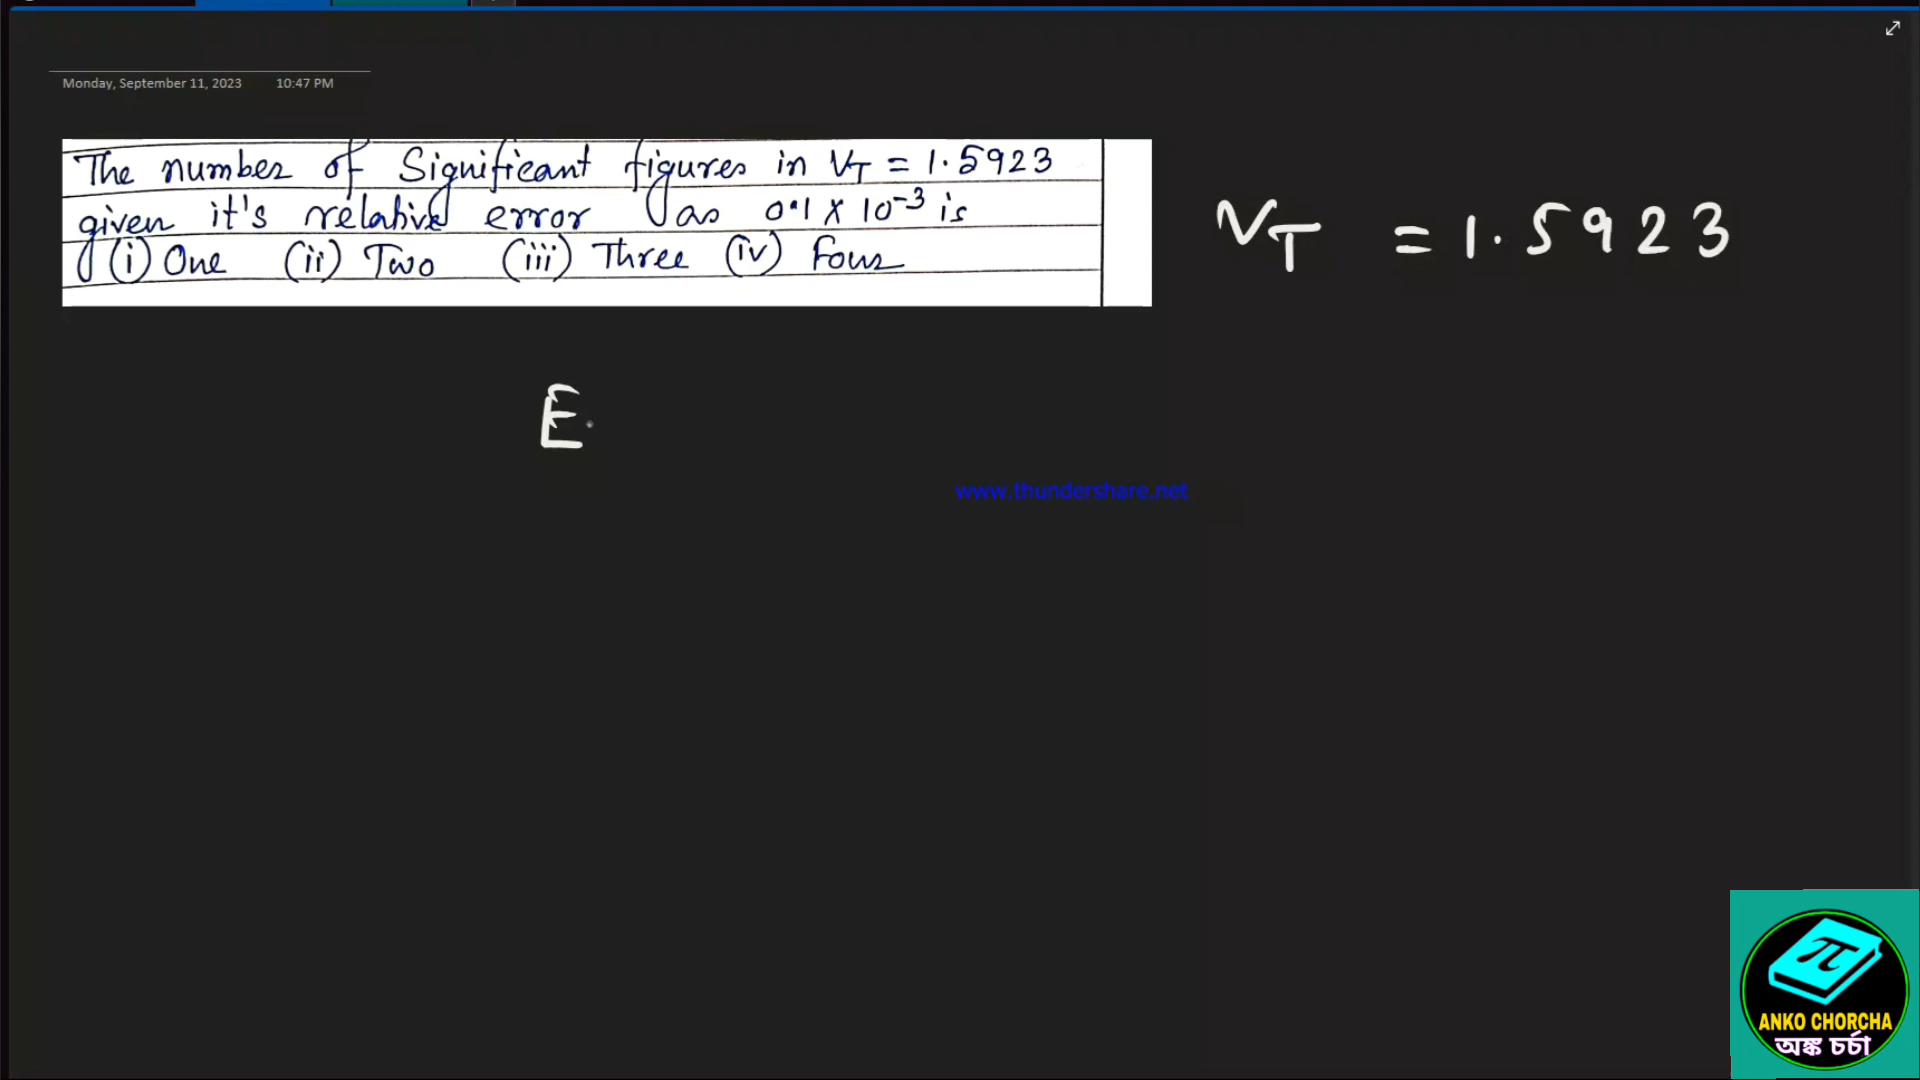 Monday, September 11, 2023 10:47 PM
The number of Significant figures in VT = 1.5923
given it's relative error as 0.1 x 10⁻³ is
(i) One (ii) Two (iii) Three (iv) Four
VT = 1.5923
E
www.thundershare.net
π
ANKO CHORCHA
অঙ্ক চর্চা